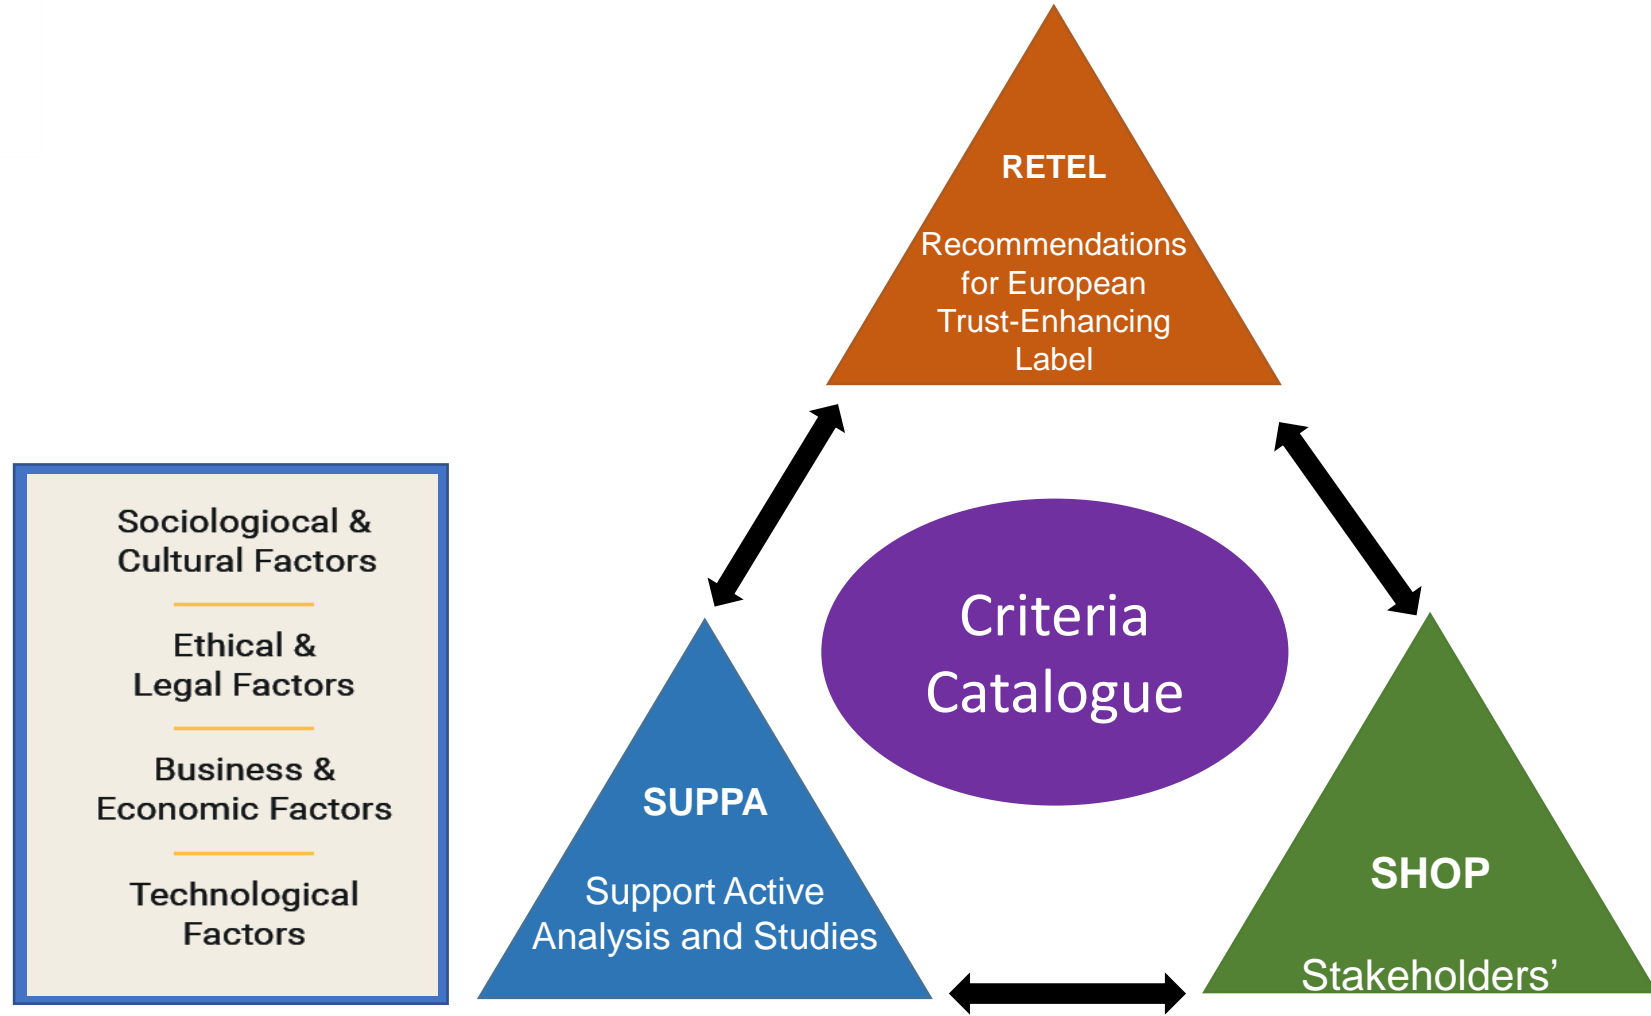 RETEL
Recommendations
for European
Trust-Enhancing
Label
Sociologiocal &
Cultural Factors
Ethical &
Legal Factors
Business &
Economic Factors
Technological
Factors
Criteria
Catalogue
SUPPA
Support Active
Analysis and Studies
SHOP
Stakeholders’